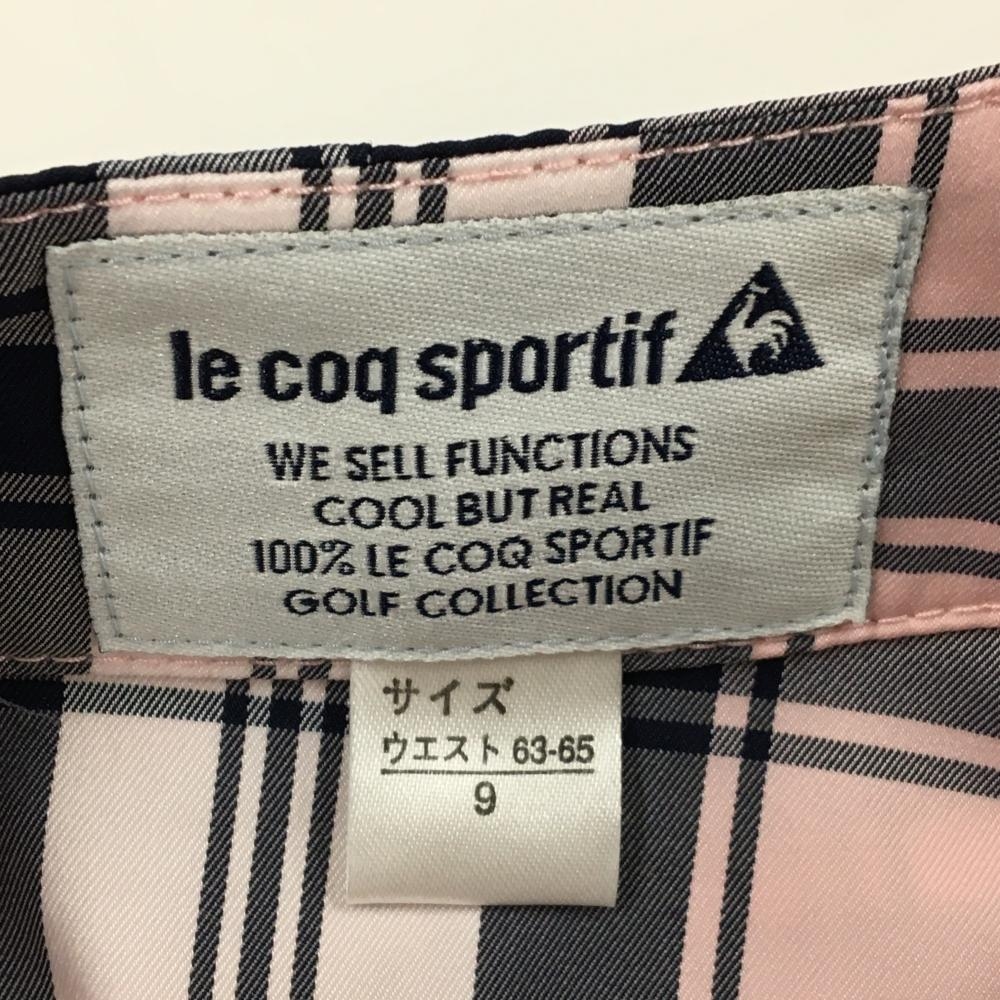 le coq sportif
WE SELL FUNCTIONS
COOL BUT REAL
100% LE COQ SPORTIF
GOLF COLLECTION
サイズ
ウエスト 63-65
9